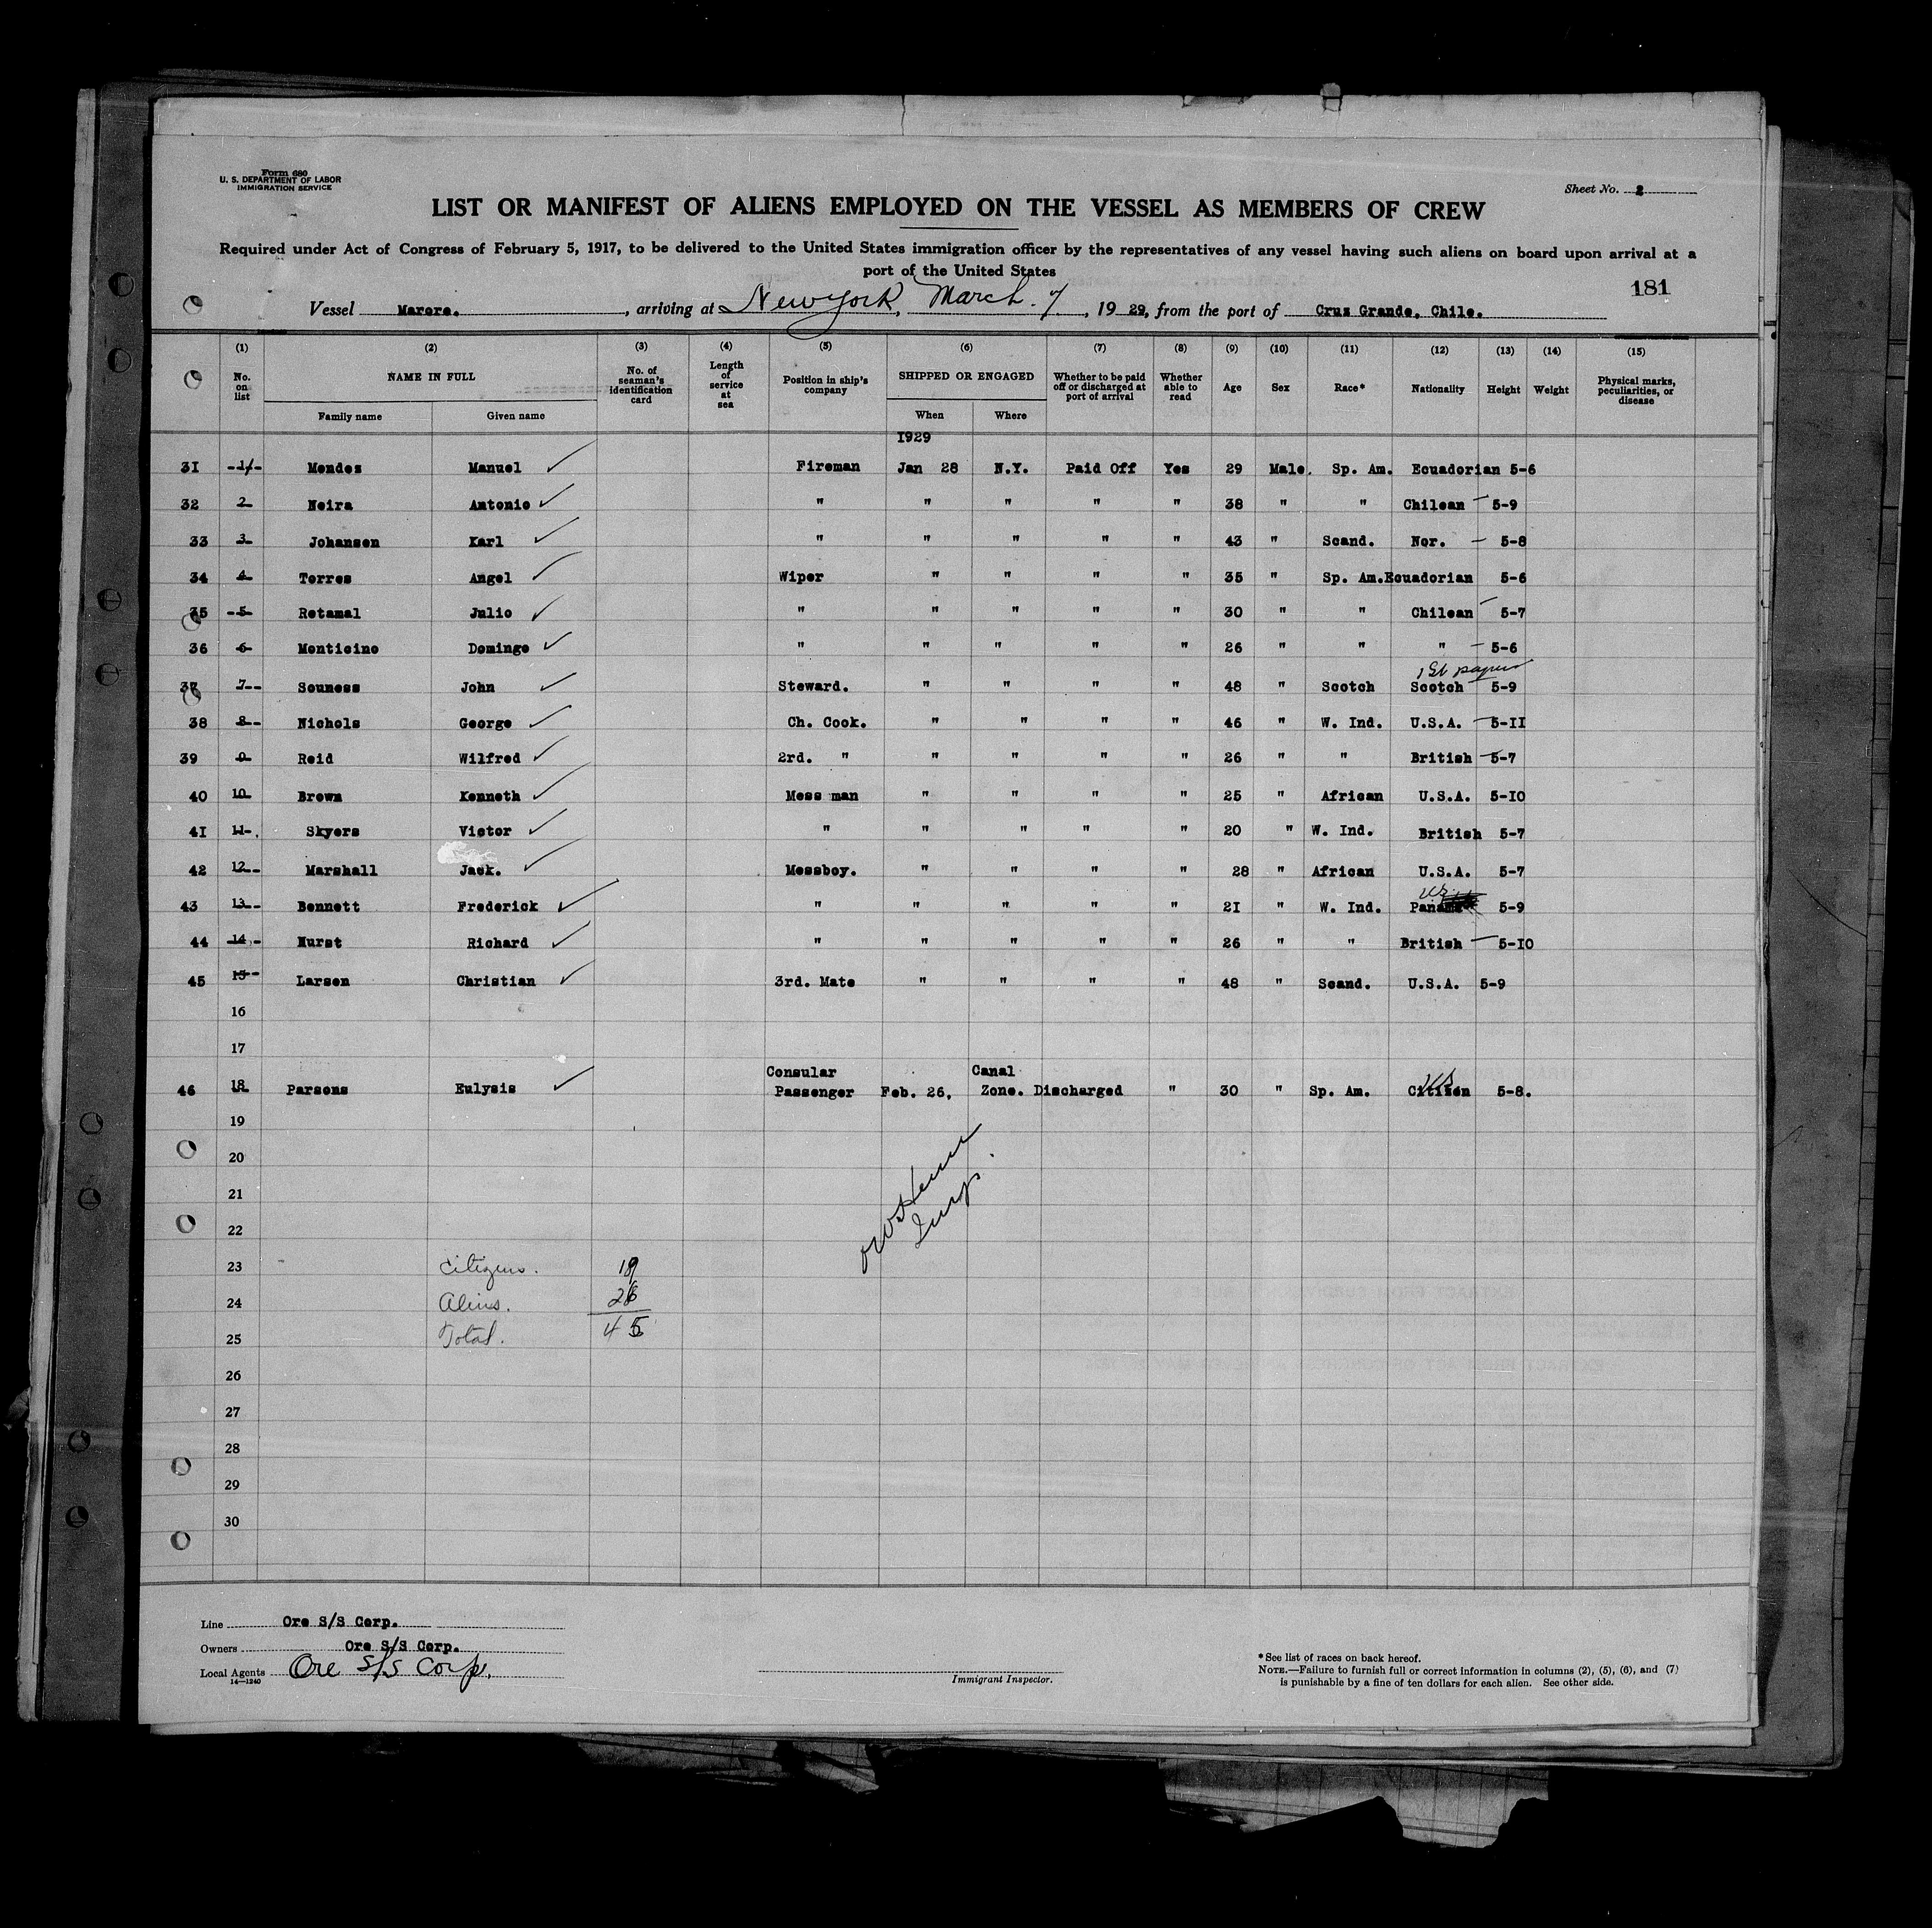 Form 680
U. S. DEPARTMENT OF LABOR
IMMIGRATION SERVICE
Sheet No. 2
LIST OR MANIFEST OF ALIENS EMPLOYED ON THE VESSEL AS MEMBERS OF CREW
Required under Act of Congress of February 5, 1917, to be delivered to the United States immigration officer by the representatives of any vessel having such aliens on board upon arrival at a
port of the United States
181
Vessel Marore. , arriving at New York, March. 7, 1929, from the port of Cruz Grande, Chile.
(1) (2) (3) (4) (5) (6) (7) (8) (9) (10) (11) (12) (13) (14) (15)
No. on list NAME IN FULL Family name Given name No. of seaman's identification card Length of service at sea Position in ship's company SHIPPED OR ENGAGED When Where Whether to be paid off or discharged at port of arrival Whether able to read Age Sex Race* Nationality Height Weight Physical marks, peculiarities, or disease
1929
31 1 Mendez Manuel ✓ Fireman Jan 28 N.Y. Paid Off Yes 29 Male. Sp. Am. Ecuadorian 5-6
32 2 Neira Antonio ✓ " " " " " 38 " " Chilean 5-9
33 3 Johansen Karl ✓ " " " " " 43 " Scand. Nor. 5-8
34 4 Torres Angel ✓ Wiper " " " " 35 " Sp. Am. Ecuadorian 5-6
35 5 Retamal Julio ✓ " " " " " 30 " " Chilean 5-7
36 6 Monticino Domingo ✓ " " " " " 26 " " " 5-6
1st papers
37 7 Souness John ✓ Steward. " " " " 48 " Scotch Scotch 5-9
38 8 Nichols George ✓ Ch. Cook. " " " " 46 " W. Ind. U.S.A. 5-11
39 9 Reid Wilfred ✓ 2rd. " " " " " 26 " " British 5-7
40 10 Brown Kenneth ✓ Mess man " " " " 25 " African U.S.A. 5-10
41 11 Skyers Victor ✓ " " " " " 20 " W. Ind. British 5-7
42 12 Marshall Jack. ✓ Messboy. " " " " 28 " African U.S.A. 5-7
43 13 Bennett Frederick ✓ " " " " " 21 " W. Ind. Panama US. 5-9
44 14 Hurst Richard ✓ " " " " " 26 " " British 5-10
45 15 Larsen Christian ✓ 3rd. Mate " " " " 48 " Scand. U.S.A. 5-9
16
17
46 18 Parsons Eulysis ✓ Consular Passenger Feb. 26, Canal Zone. Discharged " 30 " Sp. Am. US Citizen 5-8.
19
20
21
22
23 Citizens. 19
24 Aliens. 26
25 Total. 45
26
27
28
29
30
Insp.
Line Ore S/S Corp.
Owners Ore S/S Corp.
Local Agents Ore S/S Corp.
14—1240
Immigrant Inspector.
*See list of races on back hereof.
NOTE.—Failure to furnish full or correct information in columns (2), (5), (6), and (7)
is punishable by a fine of ten dollars for each alien. See other side.